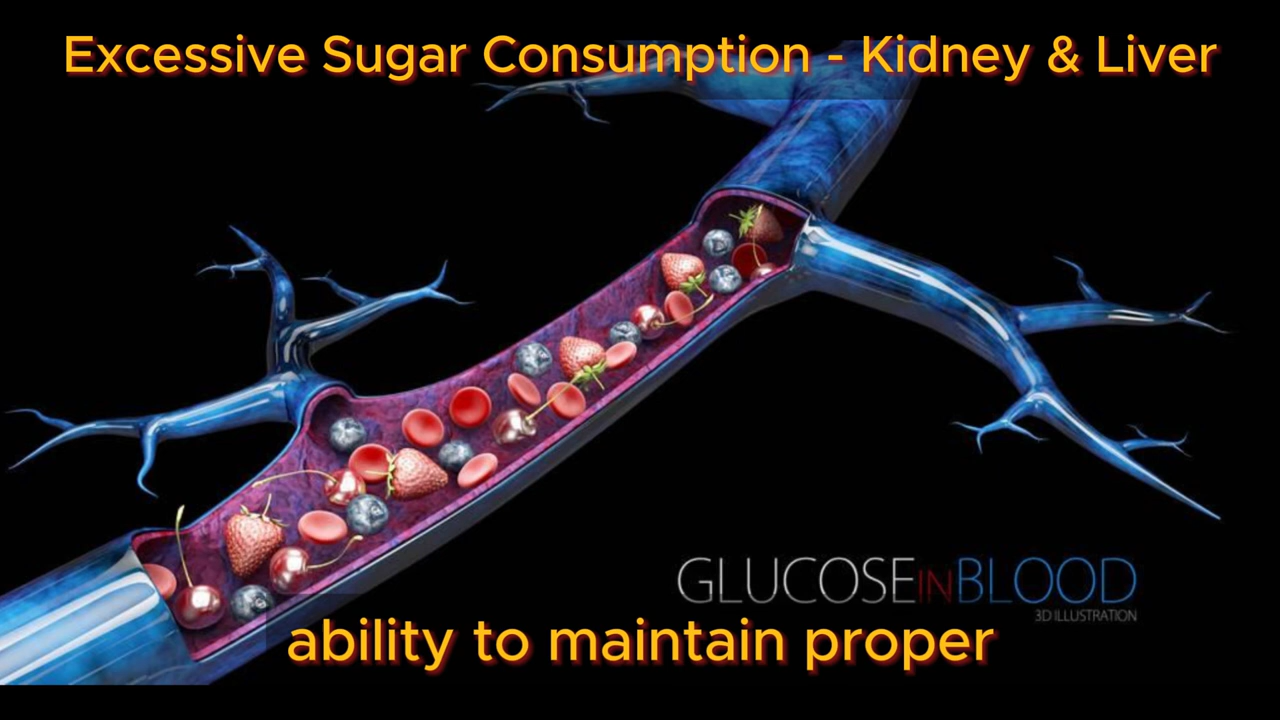 Excessive Sugar Consumption - Kidney & Liver
GLUCOSEINBLOOD
3D ILLUSTRATION
ability to maintain proper